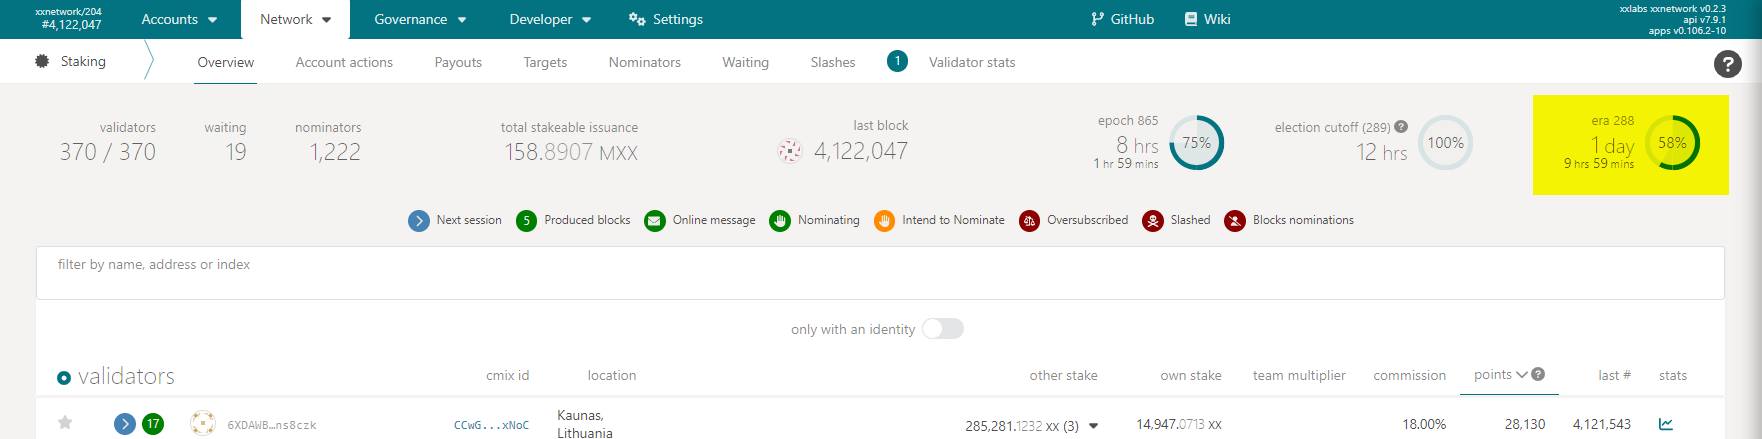 xxnetwork/204
#4,122,047
Accounts
Network
Governance
Developer
Settings
GitHub
Wiki
xxlabs xxnetwork v0.2.3
api v7.9.1
apps v0.106.2-10
Staking
Overview
Account actions
Payouts
Targets
Nominators
Waiting
Slashes
1
Validator stats
?
validators
370 / 370
waiting
19
nominators
1,222
total stakeable issuance
158.8907 MXX
last block
4,122,047
epoch 865
8 hrs
1 hr 59 mins
75%
election cutoff (289) ?
12 hrs
100%
era 288
1 day
9 hrs 59 mins
58%
Next session
5 Produced blocks
Online message
Nominating
Intend to Nominate
Oversubscribed
Slashed
Blocks nominations
filter by name, address or index
only with an identity
validators
cmix id
location
other stake
own stake
team multiplier
commission
points ?
last #
stats
17
6XDAWB…ns8czk
CCwG...xNoC
Kaunas,
Lithuania
285,281.1232 xx (3)
14,947.0713 xx
18.00%
28,130
4,121,543